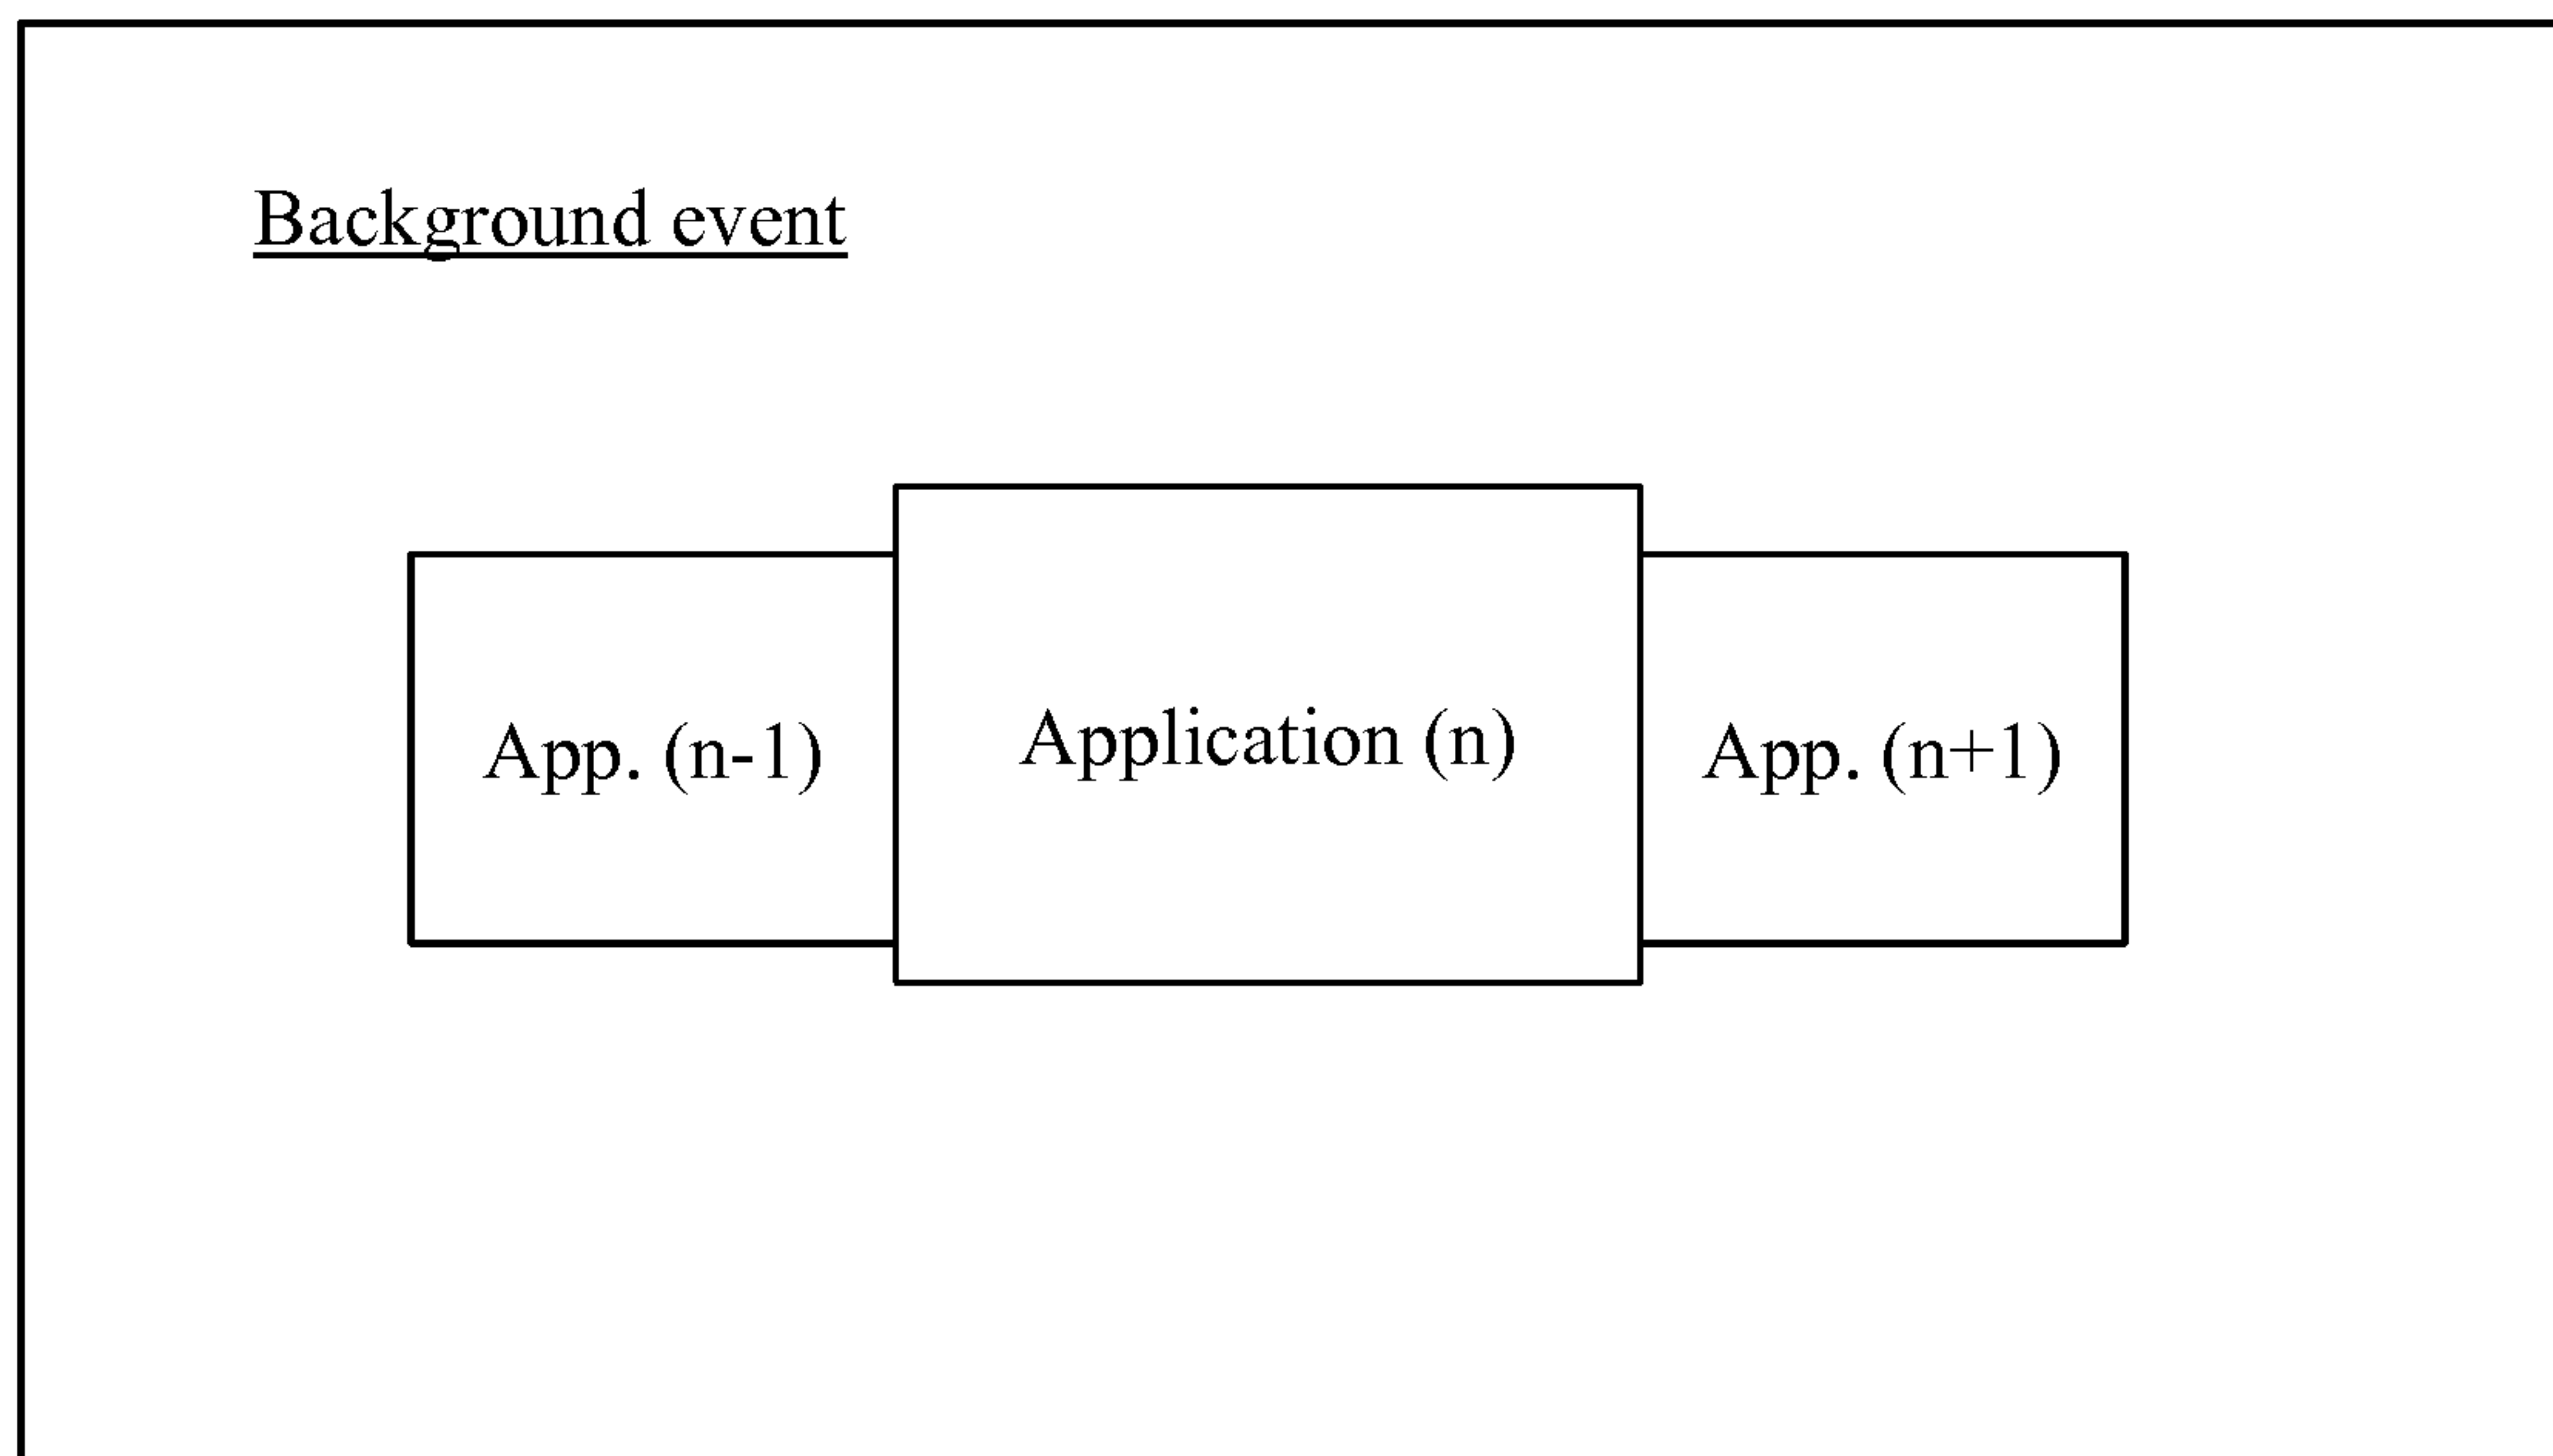 Background event
App. (n-1)
Application (n)
App. (n+1)